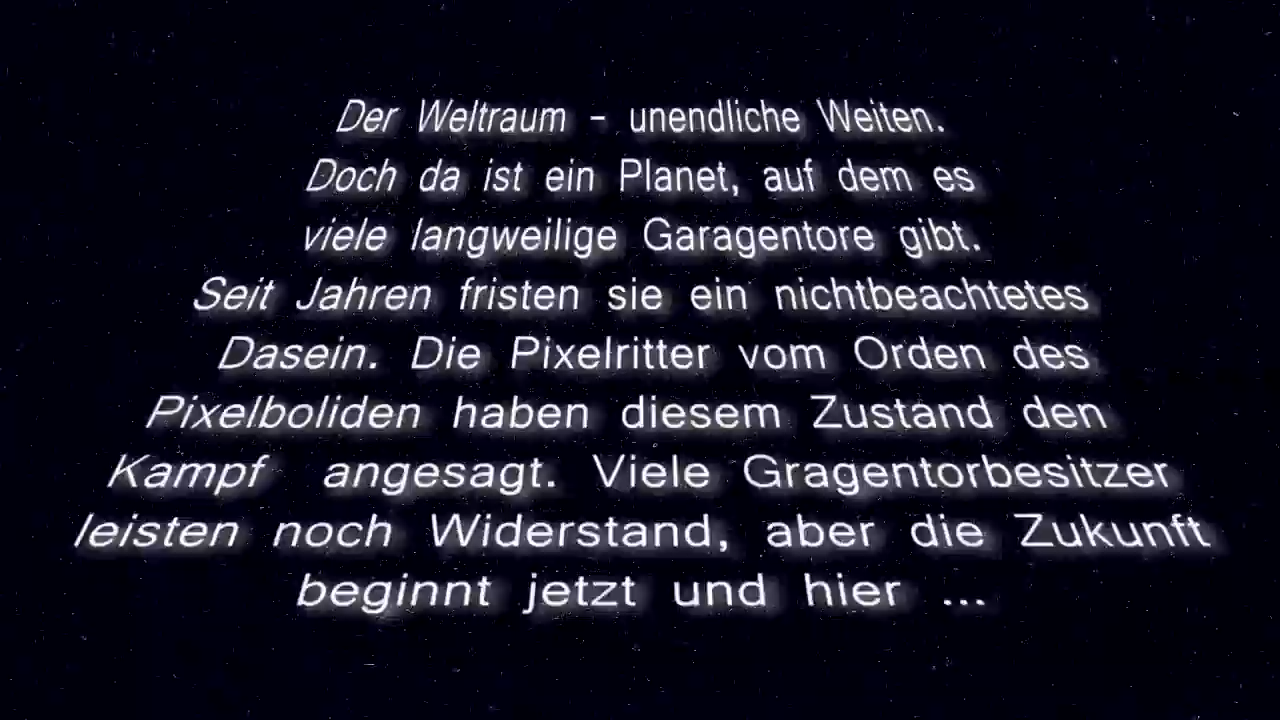 Der Weltraum - unendliche Weiten.
Doch da ist ein Planet, auf dem es
viele langweilige Garagentore gibt.
Seit Jahren fristen sie ein nichtbeachtetes
Dasein. Die Pixelritter vom Orden des
Pixelboliden haben diesem Zustand den
Kampf angesagt. Viele Gragentorbesitzer
leisten noch Widerstand, aber die Zukunft
beginnt jetzt und hier ...